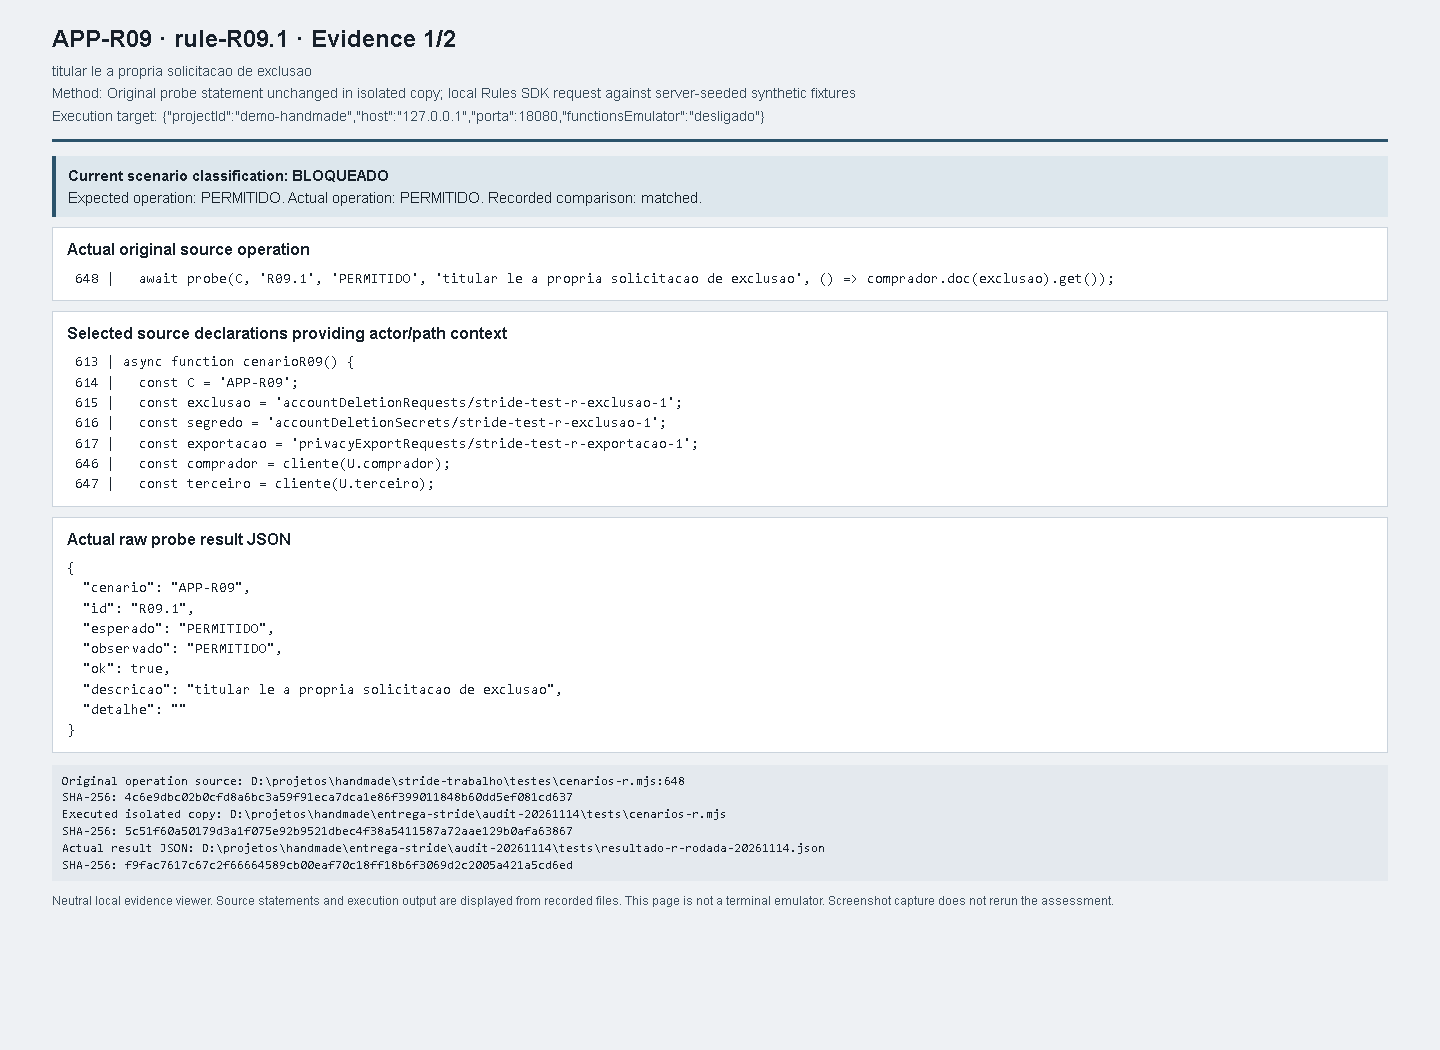 APP-R09 · rule-R09.1 · Evidence 1/2
titular le a propria solicitacao de exclusao
Method: Original probe statement unchanged in isolated copy; local Rules SDK request against server-seeded synthetic fixtures
Execution target: {"projectId":"demo-handmade","host":"127.0.0.1","porta":18080,"functionsEmulator":"desligado"}
Current scenario classification: BLOQUEADO
Expected operation: PERMITIDO. Actual operation: PERMITIDO. Recorded comparison: matched.
Actual original source operation
648 |   await probe(C, 'R09.1', 'PERMITIDO', 'titular le a propria solicitacao de exclusao', () => comprador.doc(exclusao).get());
Selected source declarations providing actor/path context
613 | async function cenarioR09() {
614 |   const C = 'APP-R09';
615 |   const exclusao = 'accountDeletionRequests/stride-test-r-exclusao-1';
616 |   const segredo = 'accountDeletionSecrets/stride-test-r-exclusao-1';
617 |   const exportacao = 'privacyExportRequests/stride-test-r-exportacao-1';
646 |   const comprador = cliente(U.comprador);
647 |   const terceiro = cliente(U.terceiro);
Actual raw probe result JSON
{
  "cenario": "APP-R09",
  "id": "R09.1",
  "esperado": "PERMITIDO",
  "observado": "PERMITIDO",
  "ok": true,
  "descricao": "titular le a propria solicitacao de exclusao",
  "detalhe": ""
}
Original operation source: D:\projetos\handmade\stride-trabalho\testes\cenarios-r.mjs:648
SHA-256: 4c6e9dbc02b0cfd8a6bc3a59f91eca7dca1e86f399011848b60dd5ef081cd637
Executed isolated copy: D:\projetos\handmade\entrega-stride\audit-20261114\tests\cenarios-r.mjs
SHA-256: 5c51f60a50179d3a1f075e92b9521dbec4f38a5411587a72aae129b0afa63867
Actual result JSON: D:\projetos\handmade\entrega-stride\audit-20261114\tests\resultado-r-rodada-20261114.json
SHA-256: f9fac7617c67c2f66664589cb00eaf70c18ff18b6f3069d2c2005a421a5cd6ed
Neutral local evidence viewer. Source statements and execution output are displayed from recorded files. This page is not a terminal emulator. Screenshot capture does not rerun the assessment.